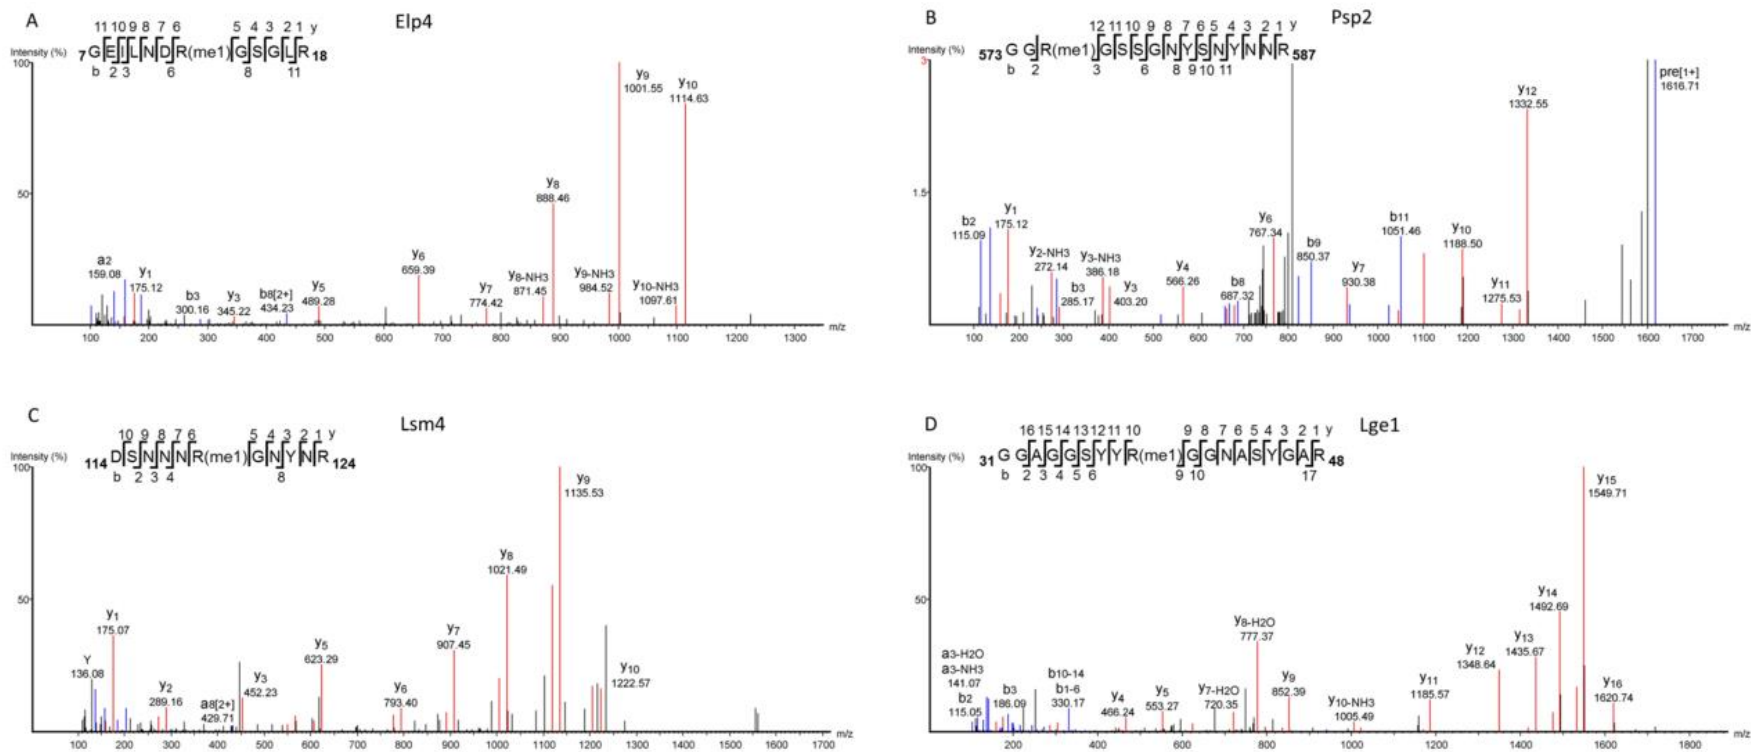 A
Elp4
11 10 9 8 7 6 5 4 3 2 1 y
Intensity (%)
7 G E I L N D R(me1) G S G L R 18
b 2 3 6 8 11
100
50
a2
159.08
y1
175.12
b3
300.16
y3
345.22
b8[2+]
434.23
y5
489.28
y6
659.39
y7
774.42
y8-NH3
871.45
y8
888.46
y9-NH3
984.52
y9
1001.55
y10-NH3
1097.61
y10
1114.63
100 200 300 400 500 600 700 800 900 1000 1100 1200 1300 m/z
B
Psp2
12 11 10 9 8 7 6 5 4 3 2 1 y
Intensity (%)
573 G G R(me1) G S S G N Y S N Y N N R 587
b 2 3 6 8 9 10 11
3
1.5
b2
115.09
y1
175.12
y2-NH3
272.14
b3
285.17
y3-NH3
386.18
y3
403.20
y4
566.26
b8
687.32
y6
767.34
b9
850.37
y7
930.38
b11
1051.46
y10
1188.50
y11
1275.53
y12
1332.55
pre[1+]
1616.71
100 200 300 400 500 600 700 800 900 1000 1100 1200 1300 1400 1500 1600 1700 m/z
C
Lsm4
10 9 8 7 6 5 4 3 2 1 y
Intensity (%)
114 D S N N N R(me1) G N Y N R 124
b 2 3 4 8
100
50
Y
136.08
y1
175.07
y2
289.16
a8[2+]
429.71
y3
452.23
y5
623.29
y6
793.40
y7
907.45
y8
1021.49
y9
1135.53
y10
1222.57
100 200 300 400 500 600 700 800 900 1000 1100 1200 1300 1400 1500 1600 1700 m/z
D
Lge1
16 15 14 13 12 11 10 9 8 7 6 5 4 3 2 1 y
Intensity (%)
31 G G A G G S Y Y R(me1) G G N A S Y G A R 48
b 2 3 4 5 6 9 10 17
100
50
a3-H2O
a3-NH3
141.07
b2
115.05
b3
186.09
b10-14
b1-6
330.17
y4
466.24
y5
553.27
y7-H2O
720.35
y8-H2O
777.37
y9
852.39
y10-NH3
1005.49
y11
1185.57
y12
1348.64
y13
1435.67
y14
1492.69
y15
1549.71
y16
1620.74
200 400 600 800 1000 1200 1400 1600 1800 m/z